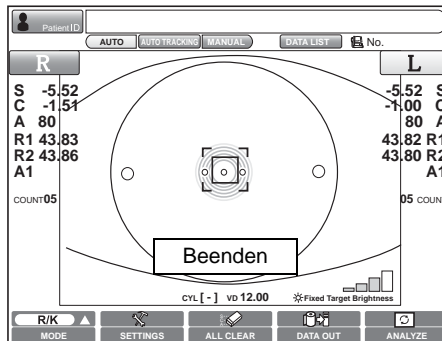 Patient ID
AUTO AUTO TRACKING MANUAL DATA LIST No.
R L
S -5.52 -5.52 S
C -1.51 -1.00 C
A 80 80 A
R1 43.83 43.82 R1
R2 43.86 43.80 R2
A1 A1
COUNT05 05 COUN
Beenden
CYL [ - ] VD 12.00 Fixed Target Brightness
R/K
MODE SETTINGS ALL CLEAR DATA OUT ANALYZE